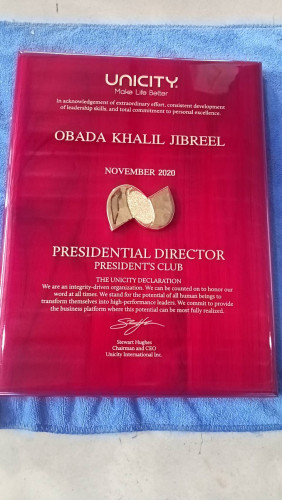 UNICITY
Make Life Better
In acknowledgement of extraordinary effort, consistent development
of leadership skills, and total commitment to personal excellence.
OBADA KHALIL JIBREEL
NOVEMBER 2020
PRESIDENTIAL DIRECTOR
PRESIDENT'S CLUB
THE UNICITY DECLARATION
We are an integrity-driven organization. We can be counted on to honor our
word at all times. We stand for the potential of all human beings to
transform themselves into high-performance leaders. We commit to provide
the business platform where this potential can be most fully realized.
Stewart Hughes
Chairman and CEO
Unicity International Inc.